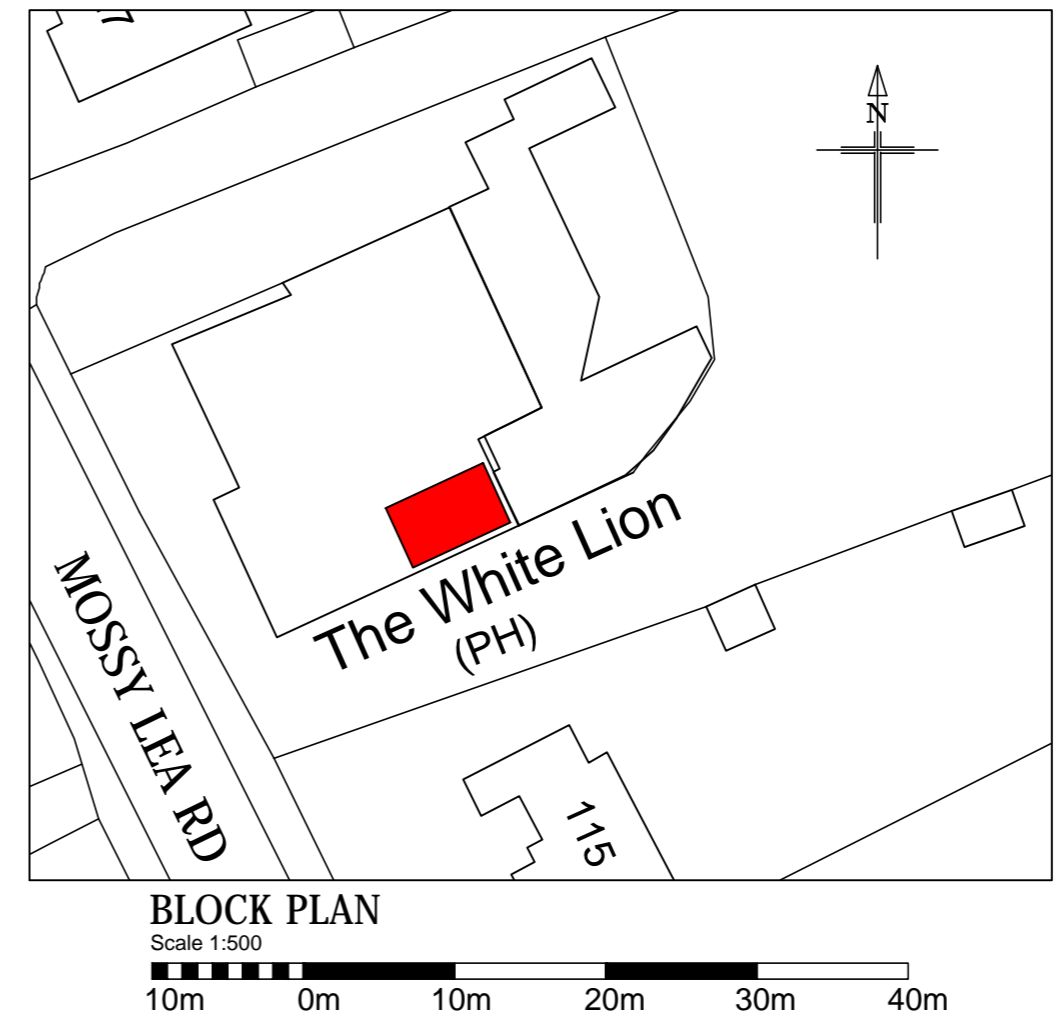 7
N
The White Lion
(PH)
MOSSY LEA RD
115
BLOCK PLAN
Scale 1:500
10m 0m 10m 20m 30m 40m